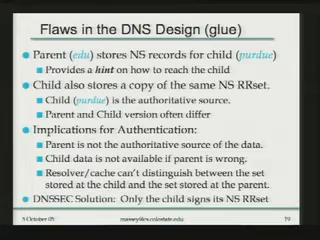 Flaws in the DNS Design (glue)
Parent (edu) stores NS records for child (purdue)
Provides a hint on how to reach the child
Child also stores a copy of the same NS RRset.
Child (purdue) is the authoritative source.
Parent and Child version often differ
Implications for Authentication:
Parent is not the authoritative source of the data.
Child data is not available if parent is wrong.
Resolver/cache can't distinguish between the set
stored at the child and the set stored at the parent.
DNSSEC Solution: Only the child signs its NS RRset
5 October 05 massey@cs.colostate.edu 19